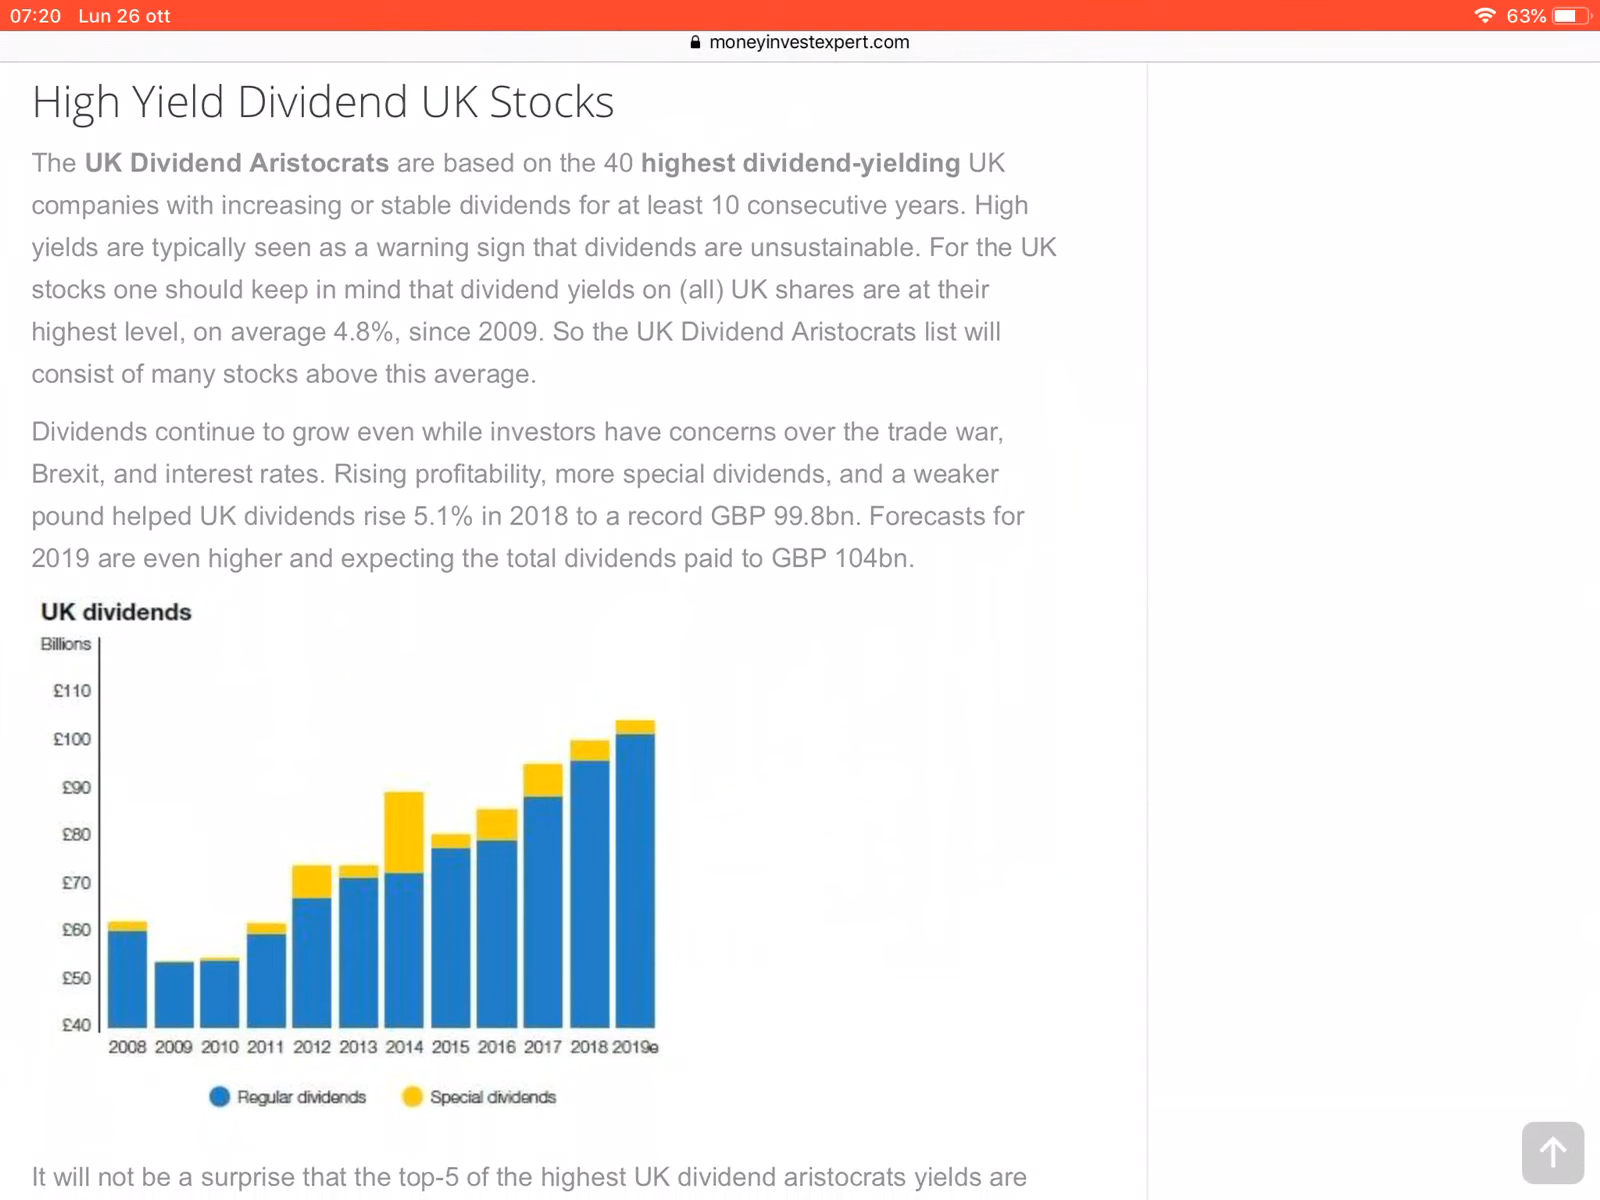 07:20 Lun 26 ott 63%
moneyinvestexpert.com
High Yield Dividend UK Stocks
The UK Dividend Aristocrats are based on the 40 highest dividend-yielding UK
companies with increasing or stable dividends for at least 10 consecutive years. High
yields are typically seen as a warning sign that dividends are unsustainable. For the UK
stocks one should keep in mind that dividend yields on (all) UK shares are at their
highest level, on average 4.8%, since 2009. So the UK Dividend Aristocrats list will
consist of many stocks above this average.
Dividends continue to grow even while investors have concerns over the trade war,
Brexit, and interest rates. Rising profitability, more special dividends, and a weaker
pound helped UK dividends rise 5.1% in 2018 to a record GBP 99.8bn. Forecasts for
2019 are even higher and expecting the total dividends paid to GBP 104bn.
UK dividends
Billions
£110
£100
£90
£80
£70
£60
£50
£40
2008 2009 2010 2011 2012 2013 2014 2015 2016 2017 2018 2019e
Regular dividends Special dividends
It will not be a surprise that the top-5 of the highest UK dividend aristocrats yields are